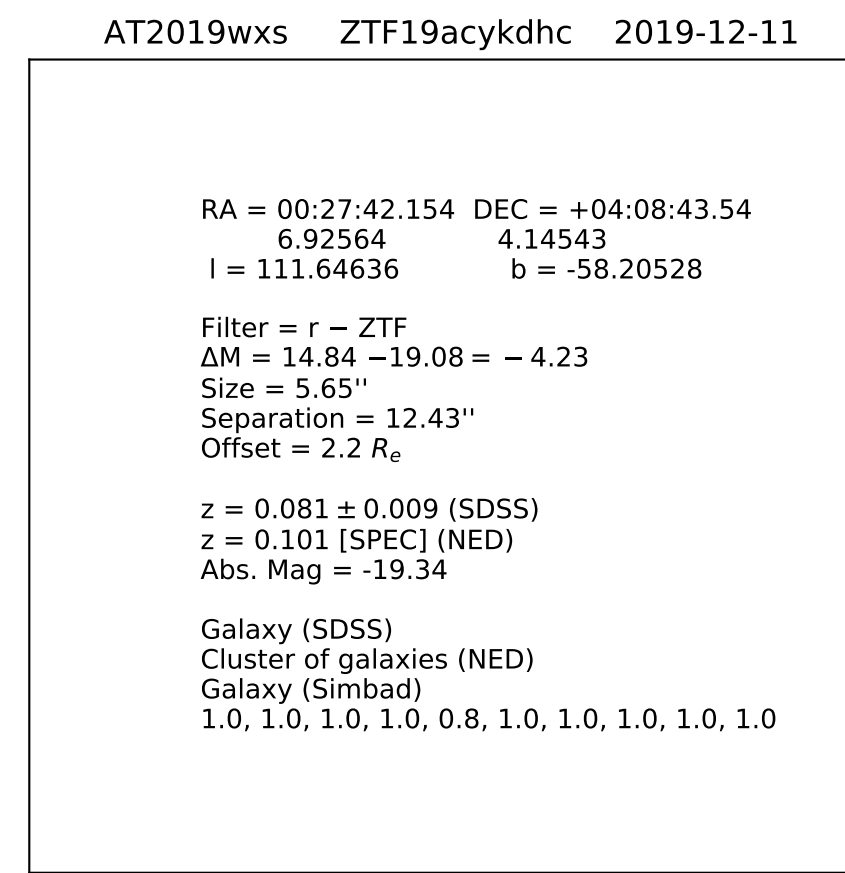 AT2019wxs ZTF19acykdhc 2019-12-11
RA = 00:27:42.154 DEC = +04:08:43.54
6.92564 4.14543
l = 111.64636 b = -58.20528
Filter = r − ZTF
ΔM = 14.84 −19.08 = − 4.23
Size = 5.65''
Separation = 12.43''
Offset = 2.2 Re
z = 0.081 ± 0.009 (SDSS)
z = 0.101 [SPEC] (NED)
Abs. Mag = -19.34
Galaxy (SDSS)
Cluster of galaxies (NED)
Galaxy (Simbad)
1.0, 1.0, 1.0, 1.0, 0.8, 1.0, 1.0, 1.0, 1.0, 1.0